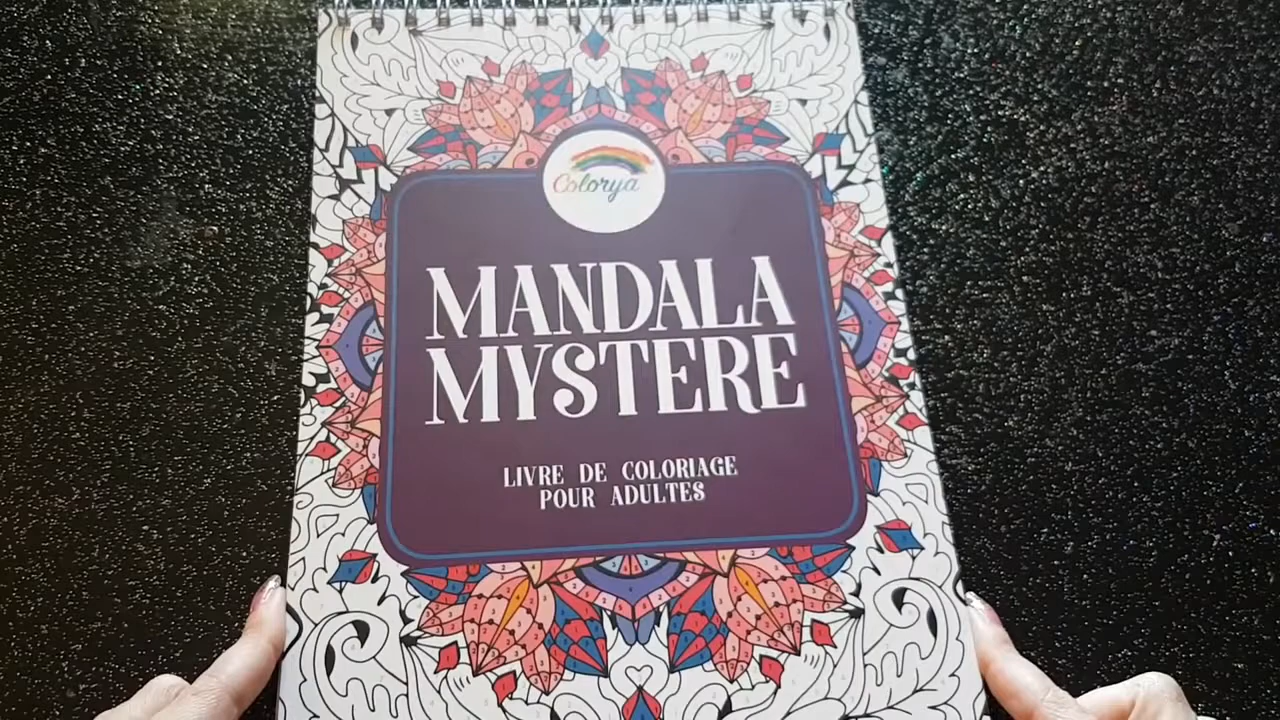 Colorya
MANDALA
MYSTERE
LIVRE DE COLORIAGE
POUR ADULTES